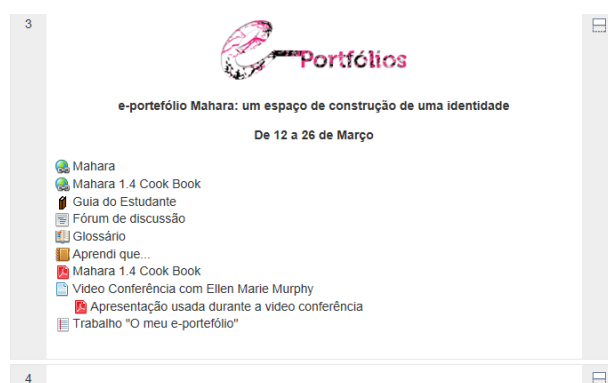 3
Portfólios
e-portefólio Mahara: um espaço de construção de uma identidade
De 12 a 26 de Março
Mahara
Mahara 1.4 Cook Book
Guia do Estudante
Fórum de discussão
Glossário
Aprendi que...
Mahara 1.4 Cook Book
Video Conferência com Ellen Marie Murphy
Apresentação usada durante a video conferência
Trabalho "O meu e-portefólio"
4